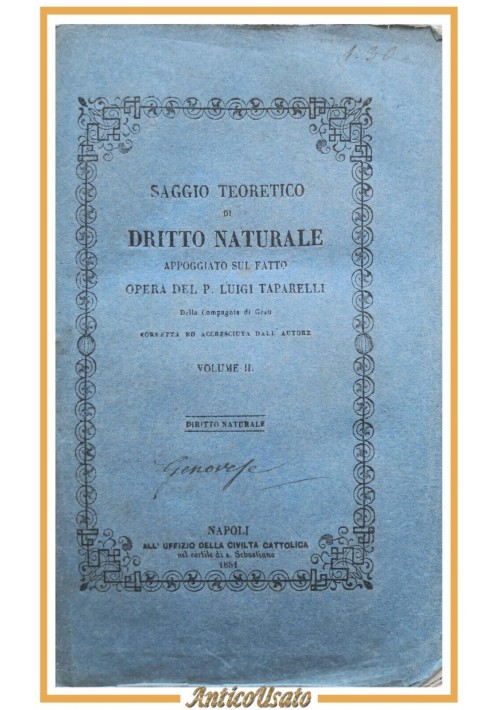 1.30
SAGGIO TEORETICO
DI
DRITTO NATURALE
APPOGGIATO SUL FATTO
OPERA DEL P. LUIGI TAPARELLI
Della Compagnia di Gesù
CORRETTA ED ACCRESCIUTA DALL' AUTORE
VOLUME II.
DIRITTO NATURALE
Genovese
NAPOLI
ALL' UFFIZIO DELLA CIVILTÀ CATTOLICA
nel cortile di s. Sebastiano
1851
AnticoUsato